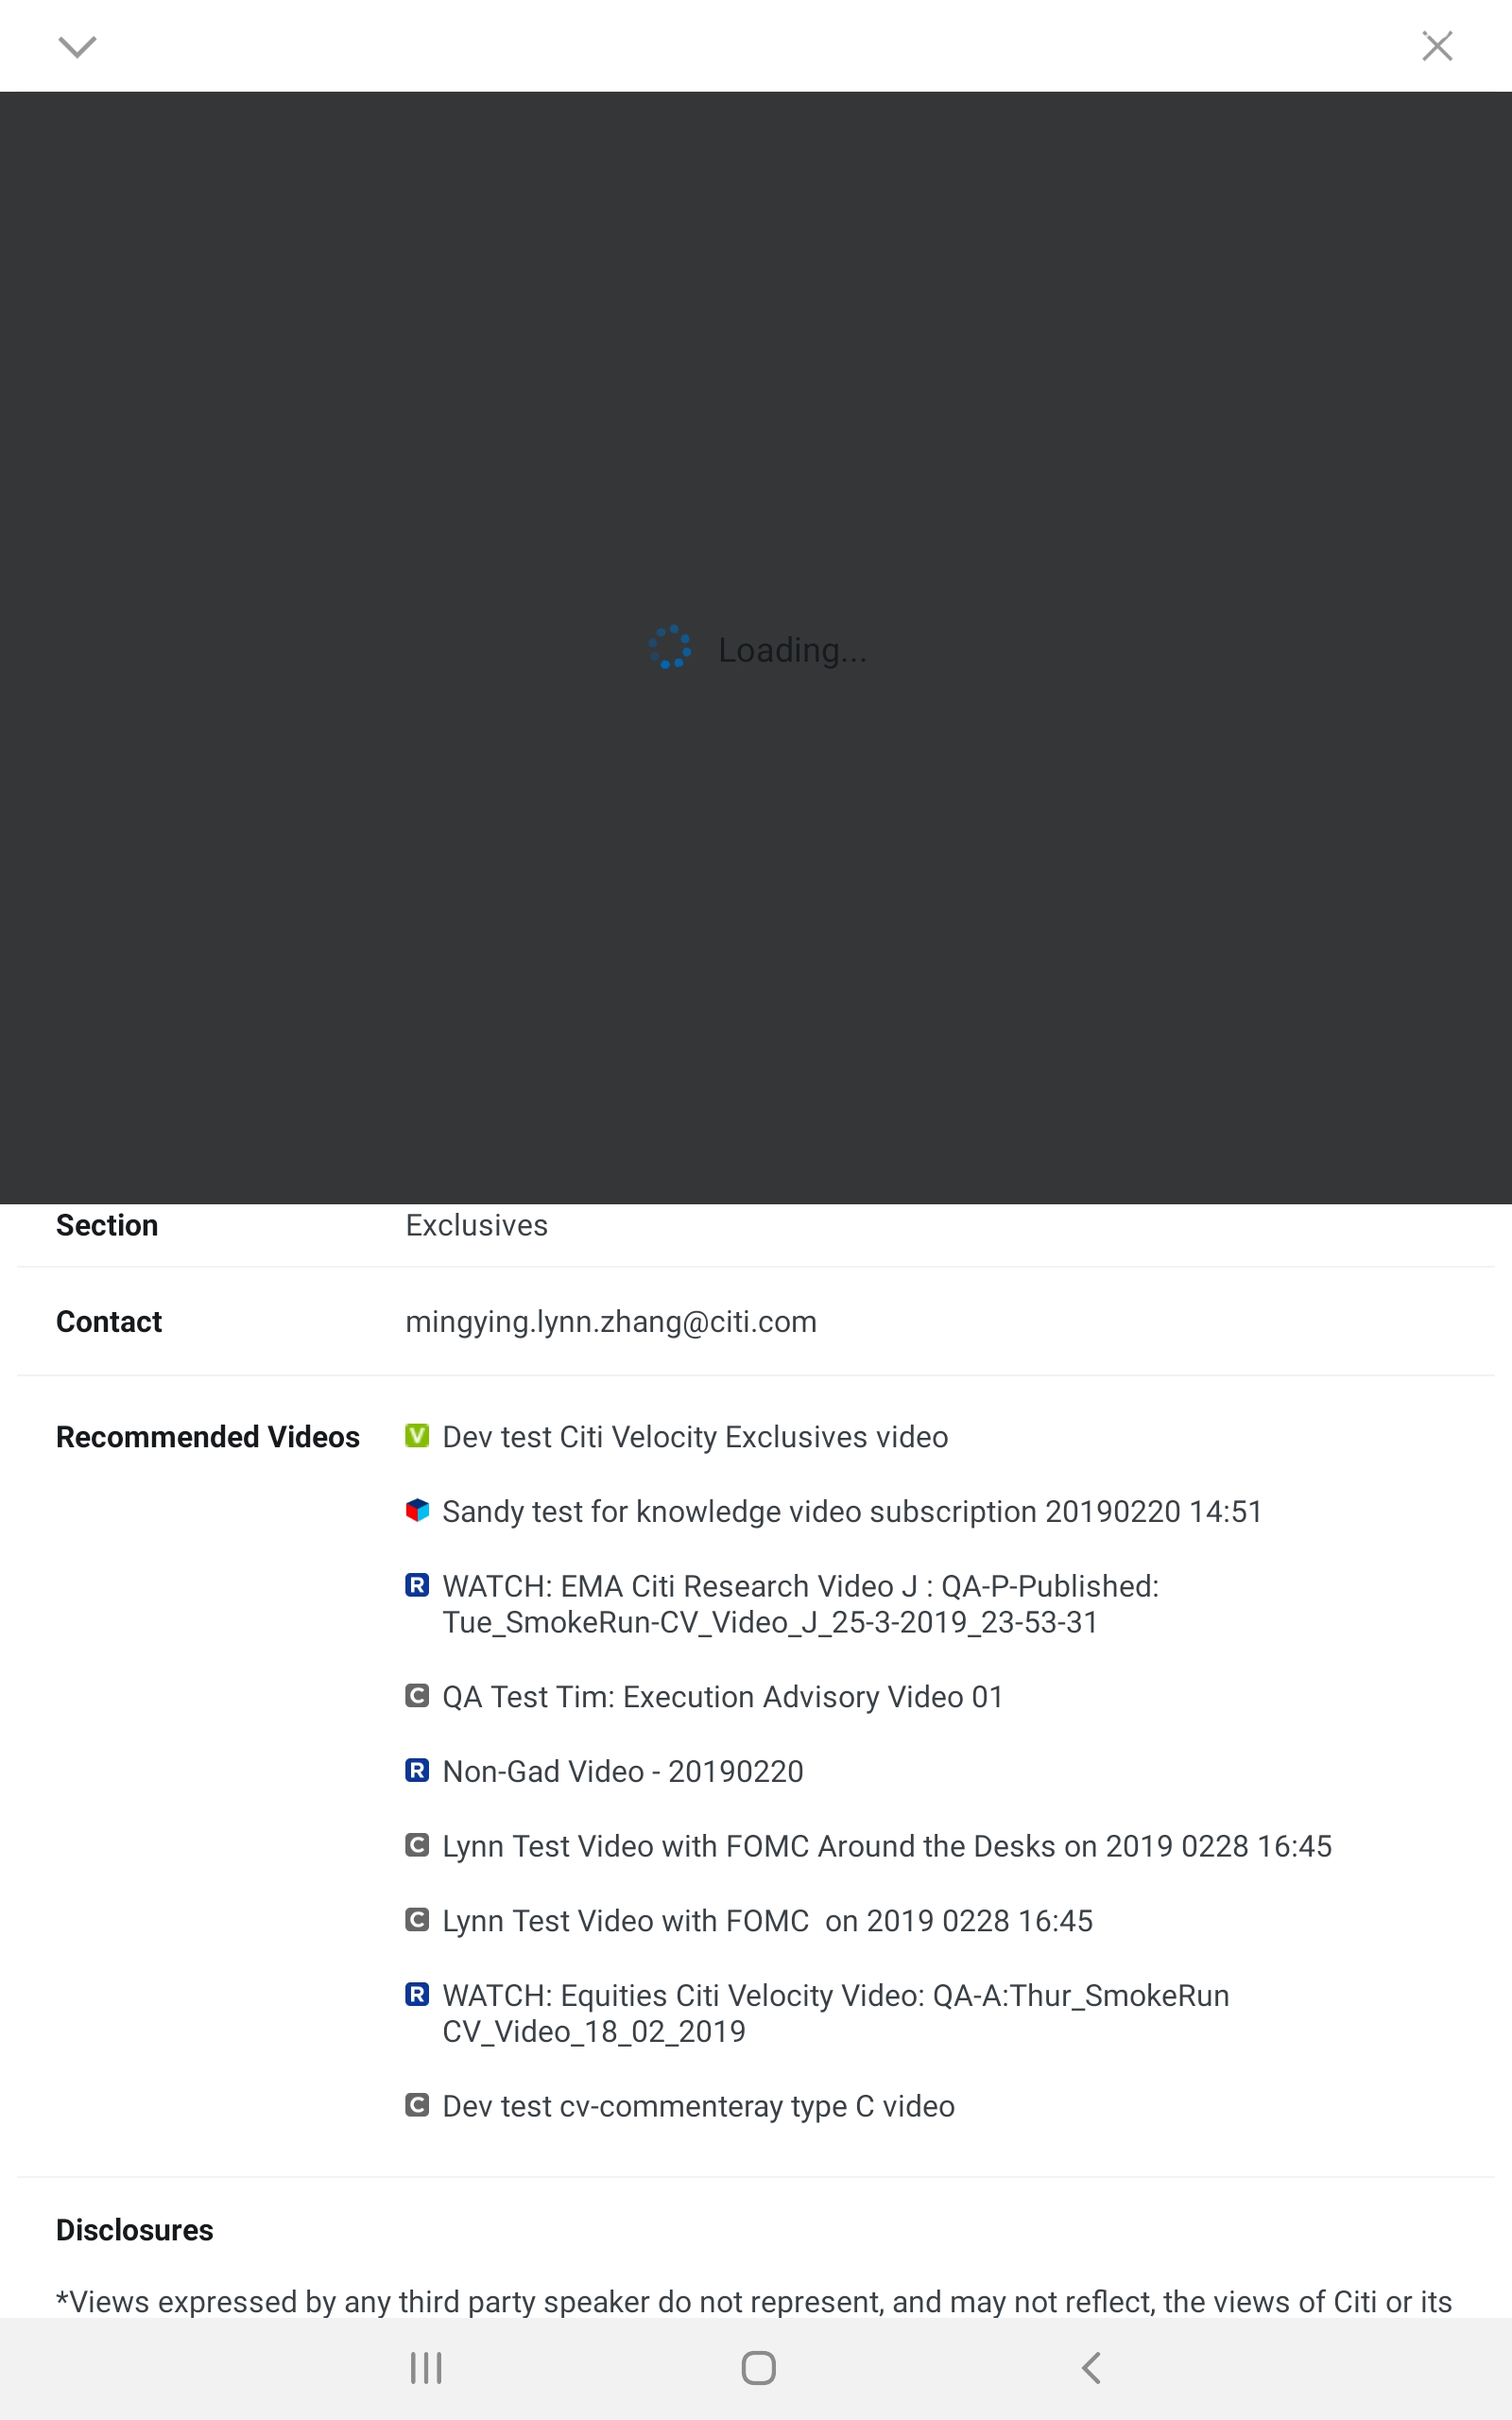 Loading...
Section
Exclusives
Contact
mingying.lynn.zhang@citi.com
Recommended Videos
V Dev test Citi Velocity Exclusives video
Sandy test for knowledge video subscription 20190220 14:51
R WATCH: EMA Citi Research Video J : QA-P-Published:
Tue_SmokeRun-CV_Video_J_25-3-2019_23-53-31
C QA Test Tim: Execution Advisory Video 01
R Non-Gad Video - 20190220
C Lynn Test Video with FOMC Around the Desks on 2019 0228 16:45
C Lynn Test Video with FOMC  on 2019 0228 16:45
R WATCH: Equities Citi Velocity Video: QA-A:Thur_SmokeRun
CV_Video_18_02_2019
C Dev test cv-commenteray type C video
Disclosures
*Views expressed by any third party speaker do not represent, and may not reflect, the views of Citi or its